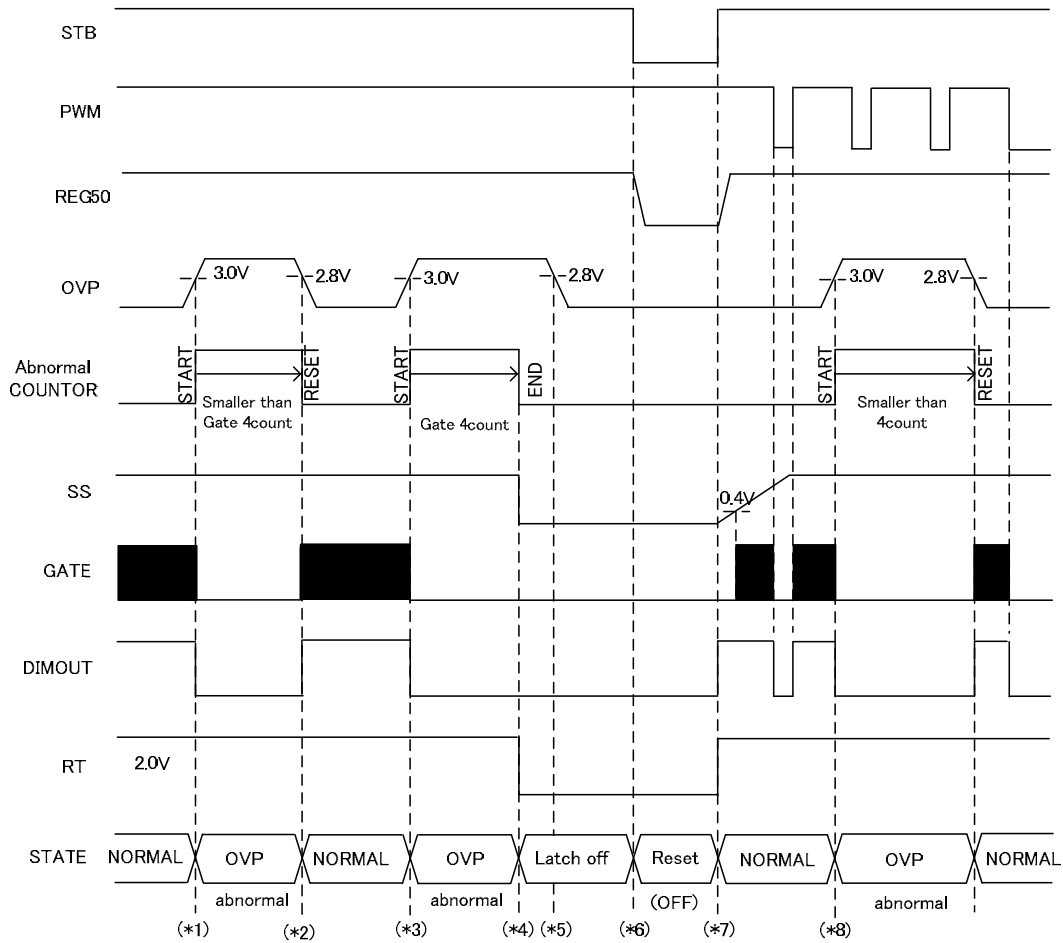 STB
PWM
REG50
OVP
3.0V
2.8V
3.0V
2.8V
3.0V
2.8V
Abnormal
COUNTOR
START
RESET
START
END
START
RESET
Smaller than
Gate 4count
Gate 4count
Smaller than
4count
SS
0.4V
GATE
DIMOUT
RT
2.0V
STATE
NORMAL
OVP
NORMAL
OVP
Latch off
Reset
NORMAL
OVP
NORMAL
abnormal
abnormal
(OFF)
abnormal
(*1)
(*2)
(*3)
(*4)
(*5)
(*6)
(*7)
(*8)